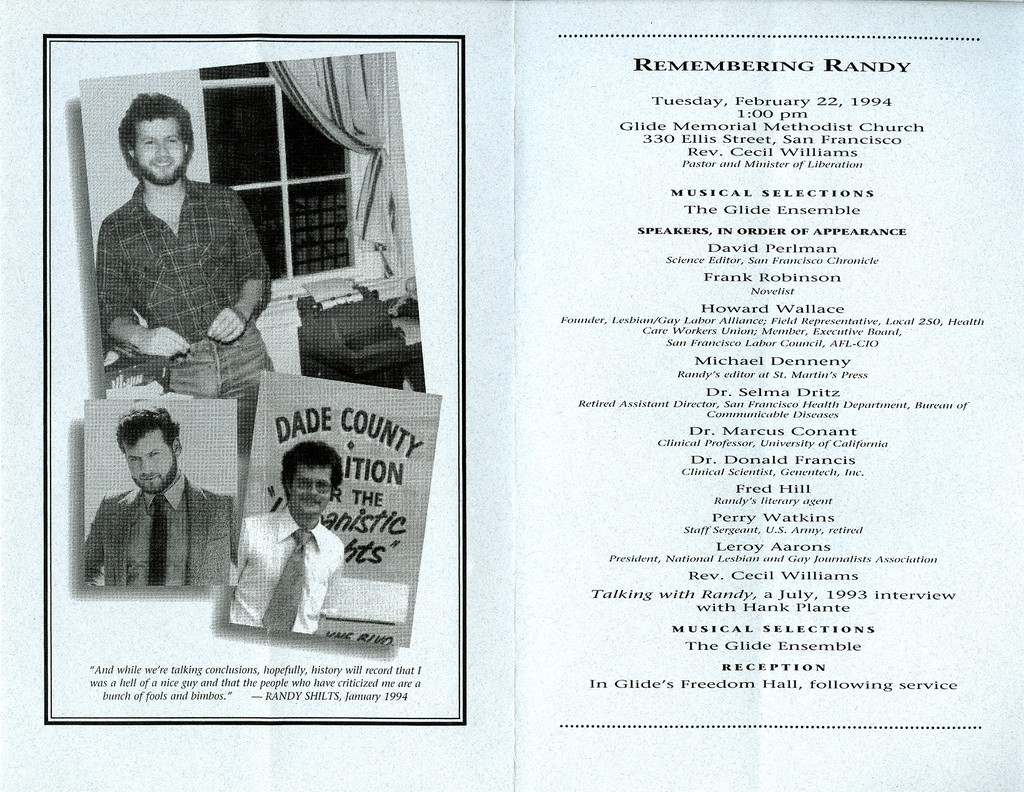 DADE COUNTY
ITION
R THE
anistic
hts"
"And while we're talking conclusions, hopefully, history will record that I
was a hell of a nice guy and that the people who have criticized me are a
bunch of fools and bimbos." — RANDY SHILTS, January 1994
REMEMBERING RANDY
Tuesday, February 22, 1994
1:00 pm
Glide Memorial Methodist Church
330 Ellis Street, San Francisco
Rev. Cecil Williams
Pastor and Minister of Liberation
MUSICAL SELECTIONS
The Glide Ensemble
SPEAKERS, IN ORDER OF APPEARANCE
David Perlman
Science Editor, San Francisco Chronicle
Frank Robinson
Novelist
Howard Wallace
Founder, Lesbian/Gay Labor Alliance; Field Representative, Local 250, Health
Care Workers Union; Member, Executive Board,
San Francisco Labor Council, AFL-CIO
Michael Denneny
Randy's editor at St. Martin's Press
Dr. Selma Dritz
Retired Assistant Director, San Francisco Health Department, Bureau of
Communicable Diseases
Dr. Marcus Conant
Clinical Professor, University of California
Dr. Donald Francis
Clinical Scientist, Genentech, Inc.
Fred Hill
Randy's literary agent
Perry Watkins
Staff Sergeant, U.S. Army, retired
Leroy Aarons
President, National Lesbian and Gay Journalists Association
Rev. Cecil Williams
Talking with Randy, a July, 1993 interview
with Hank Plante
MUSICAL SELECTIONS
The Glide Ensemble
RECEPTION
In Glide's Freedom Hall, following service